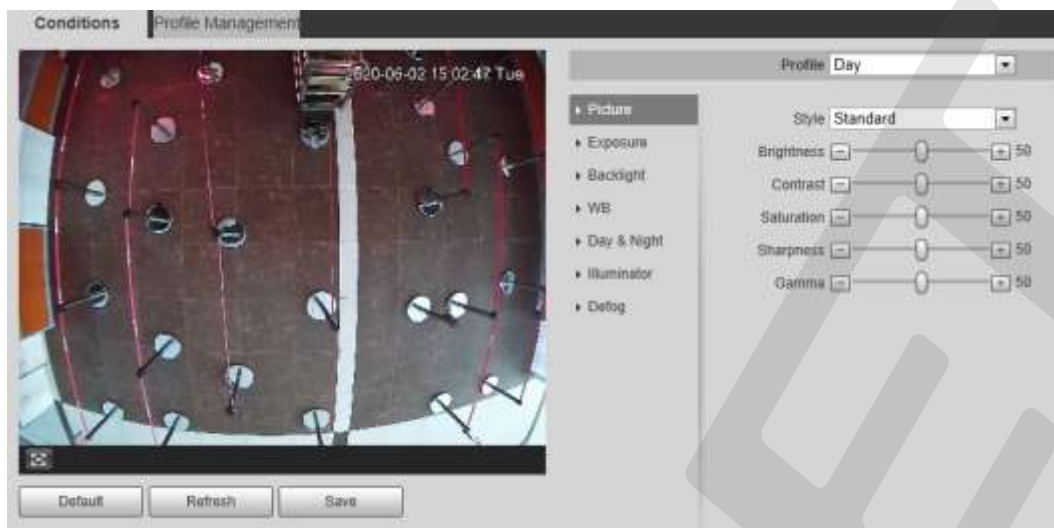 Conditions
Profile Management
2020-06-02 15:02:47 Tue
Profile Day
Picture
Exposure
Backlight
WB
Day & Night
Illuminator
Defog
Style Standard
Brightness 50
Contrast 50
Saturation 50
Sharpness 50
Gamma 50
Default
Refresh
Save